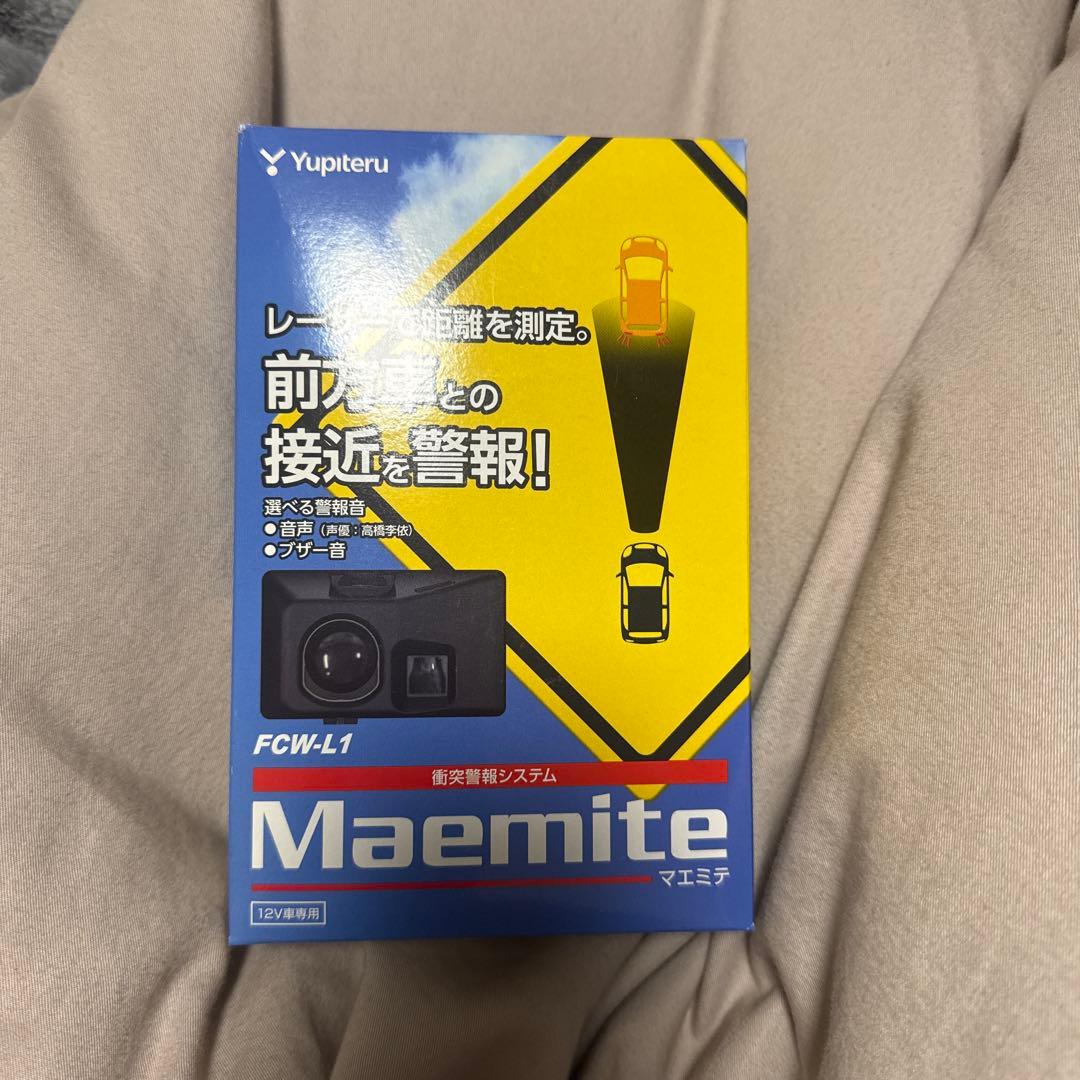 Yupiteru
レーザーで距離を測定。
前方車との
接近を警報!
選べる警報音
●音声(声優:高橋李依)
●ブザー音
FCW-L1
衝突警報システム
Maemite
マエミテ
12V車専用